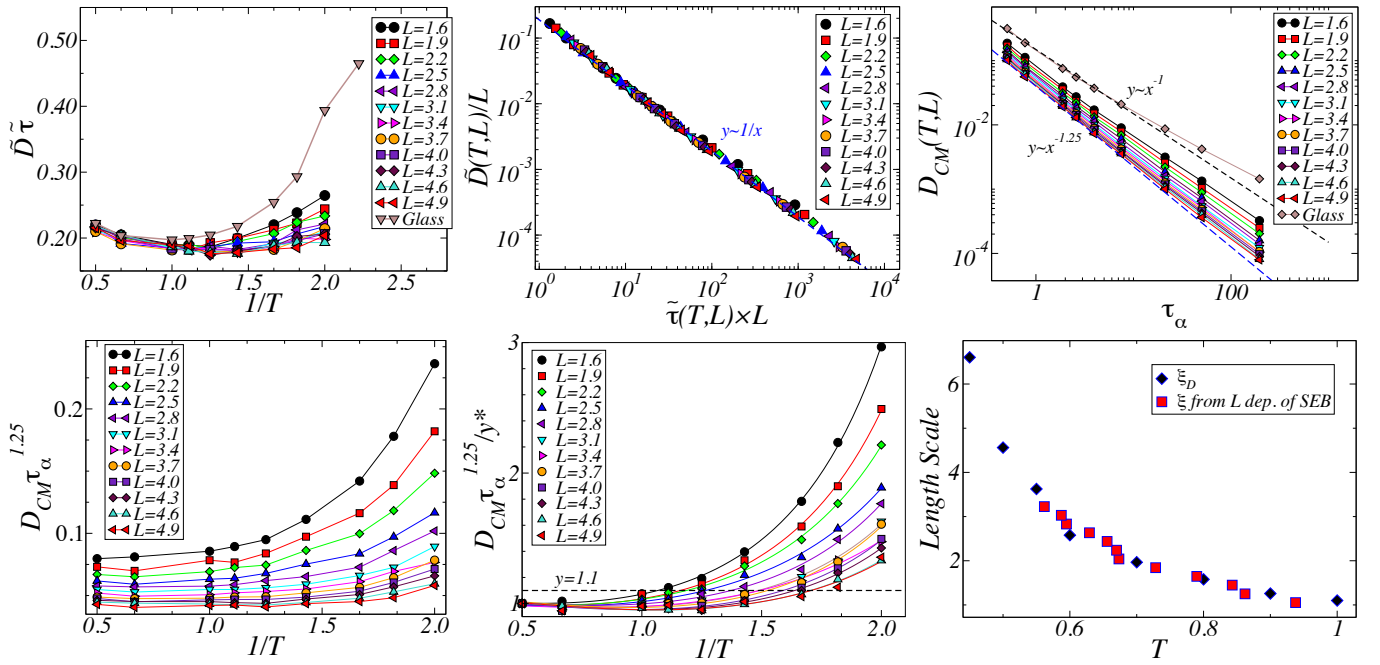 0.50
0.40
0.30
0.20
D̃τ̃
0.5 1.0 1.5 2.0 2.5
1/T
L=1.6
L=1.9
L=2.2
L=2.5
L=2.8
L=3.1
L=3.4
L=3.7
L=4.0
L=4.3
L=4.6
L=4.9
Glass
10^-1
10^-2
10^-3
10^-4
D̃(T,L)/L
10^0 10^1 10^2 10^3 10^4
τ̃(T,L)×L
y~1/x
L=1.6
L=1.9
L=2.2
L=2.5
L=2.8
L=3.1
L=3.4
L=3.7
L=4.0
L=4.3
L=4.6
L=4.9
10^-2
10^-4
D_CM(T,L)
1 100
τ_α
y~x^-1
y~x^-1.25
L=1.6
L=1.9
L=2.2
L=2.5
L=2.8
L=3.1
L=3.4
L=3.7
L=4.0
L=4.3
L=4.6
L=4.9
Glass
0.2
0.1
D_CM τ_α^1.25
0.5 1.0 1.5 2.0
1/T
L=1.6
L=1.9
L=2.2
L=2.5
L=2.8
L=3.1
L=3.4
L=3.7
L=4.0
L=4.3
L=4.6
L=4.9
3
2
1
D_CM τ_α^1.25/y*
0.5 1.0 1.5 2.0
1/T
y=1.1
L=1.6
L=1.9
L=2.2
L=2.5
L=2.8
L=3.1
L=3.4
L=3.7
L=4.0
L=4.3
L=4.6
L=4.9
6
4
2
Length Scale
0.6 0.8 1
T
ξ_D
ξ from L dep. of SEB